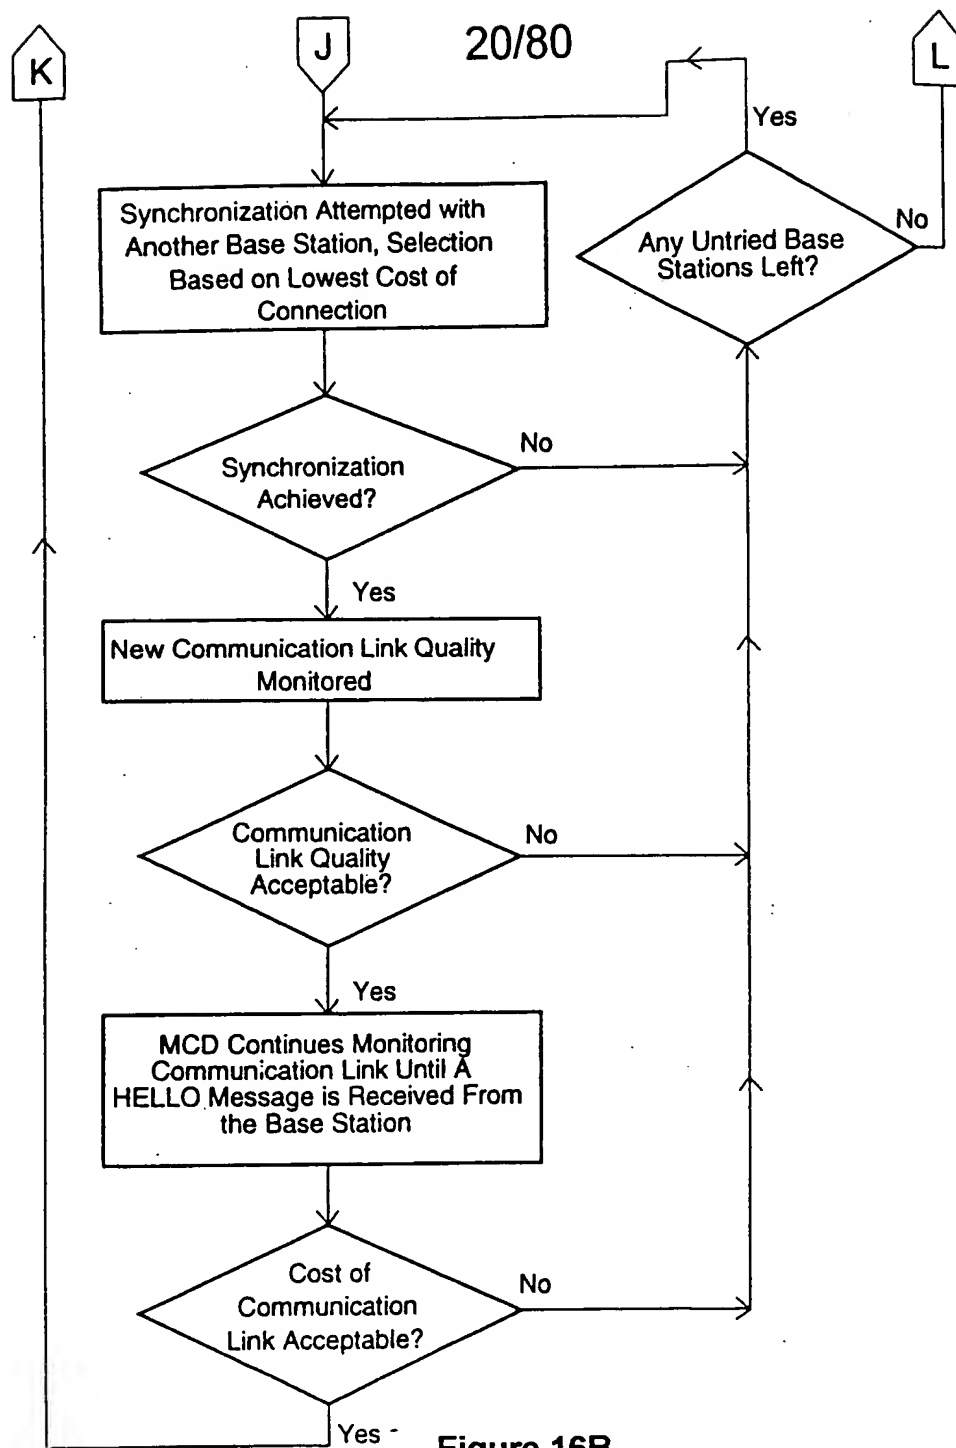 K
J
20/80
L
Yes
Synchronization Attempted with
Another Base Station, Selection
Based on Lowest Cost of
Connection
Any Untried Base
Stations Left?
No
Synchronization
Achieved?
No
Yes
New Communication Link Quality
Monitored
Communication
Link Quality
Acceptable?
No
Yes
MCD Continues Monitoring
Communication Link Until A
HELLO Message is Received From
the Base Station
Cost of
Communication
Link Acceptable?
No
Yes
Figure 16B